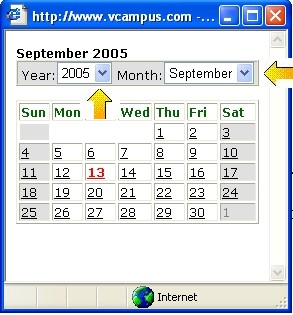 http://www.vcampus.com -...
September 2005
Year: 2005 Month: September
Sun Mon Wed Thu Fri Sat
1 2 3
4 5 6 7 8 9 10
11 12 13 14 15 16 17
18 19 20 21 22 23 24
25 26 27 28 29 30 1
Internet